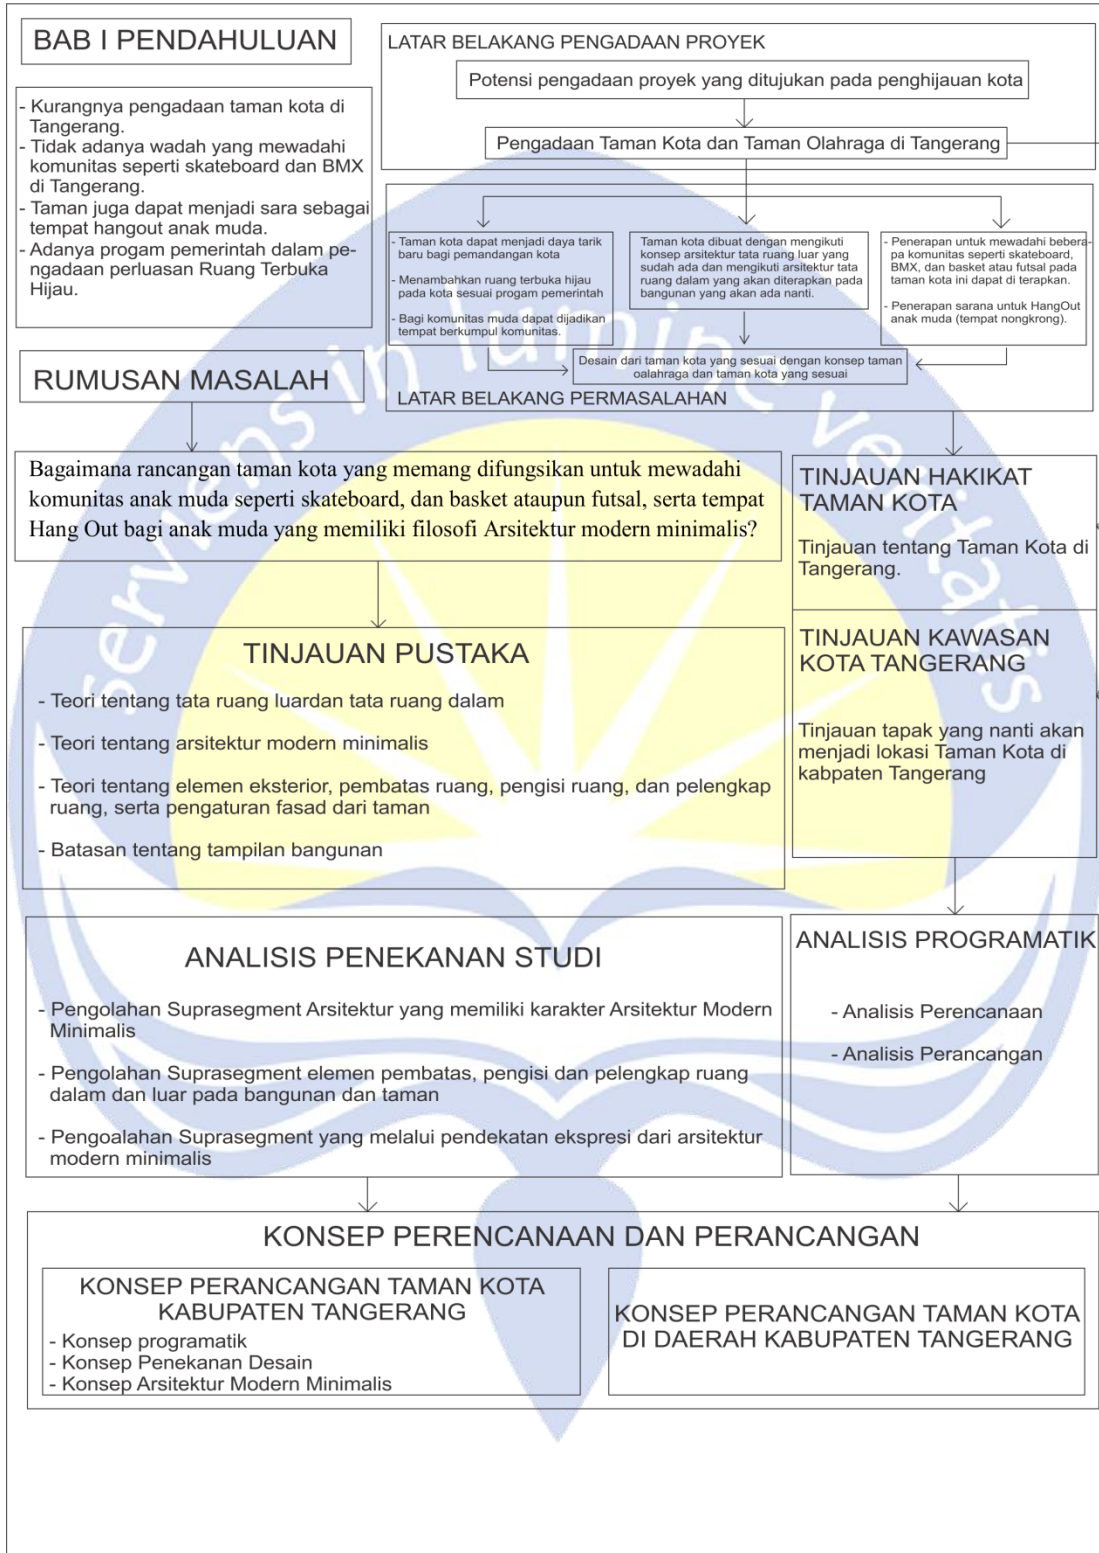 BAB I PENDAHULUAN
- Kurangnya pengadaan taman kota di
Tangerang.
- Tidak adanya wadah yang mewadahi
komunitas seperti skateboard dan BMX
di Tangerang.
- Taman juga dapat menjadi sara sebagai
tempat hangout anak muda.
- Adanya progam pemerintah dalam pe-
ngadaan perluasan Ruang Terbuka
Hijau.
LATAR BELAKANG PENGADAAN PROYEK
Potensi pengadaan proyek yang ditujukan pada penghijauan kota
Pengadaan Taman Kota dan Taman Olahraga di Tangerang
- Taman kota dapat menjadi daya tarik
baru bagi pemandangan kota
- Menambahkan ruang terbuka hijau
pada kota sesuai progam pemerintah
- Bagi komunitas muda dapat dijadikan
tempat berkumpul komunitas.
Taman kota dibuat dengan mengikuti
konsep arsitektur tata ruang luar yang
sudah ada dan mengikuti arsitektur tata
ruang dalam yang akan diterapkan pada
bangunan yang akan ada nanti.
- Penerapan untuk mewadahi bebera-
pa komunitas seperti skateboard,
BMX, dan basket atau futsal pada
taman kota ini dapat di terapkan.
- Penerapan sarana untuk HangOut
anak muda (tempat nongkrong).
Desain dari taman kota yang sesuai dengan konsep taman
oalahraga dan taman kota yang sesuai
LATAR BELAKANG PERMASALAHAN
RUMUSAN MASALAH
Bagaimana rancangan taman kota yang memang difungsikan untuk mewadahi
komunitas anak muda seperti skateboard, dan basket ataupun futsal, serta tempat
Hang Out bagi anak muda yang memiliki filosofi Arsitektur modern minimalis?
TINJAUAN HAKIKAT
TAMAN KOTA
Tinjauan tentang Taman Kota di
Tangerang.
TINJAUAN KAWASAN
KOTA TANGERANG
Tinjauan tapak yang nanti akan
menjadi lokasi Taman Kota di
kabpaten Tangerang
TINJAUAN PUSTAKA
- Teori tentang tata ruang luardan tata ruang dalam
- Teori tentang arsitektur modern minimalis
- Teori tentang elemen eksterior, pembatas ruang, pengisi ruang, dan pelengkap
ruang, serta pengaturan fasad dari taman
- Batasan tentang tampilan bangunan
ANALISIS PENEKANAN STUDI
- Pengolahan Suprasegment Arsitektur yang memiliki karakter Arsitektur Modern
Minimalis
- Pengolahan Suprasegment elemen pembatas, pengisi dan pelengkap ruang
dalam dan luar pada bangunan dan taman
- Pengoalahan Suprasegment yang melalui pendekatan ekspresi dari arsitektur
modern minimalis
ANALISIS PROGRAMATIK
- Analisis Perencanaan
- Analisis Perancangan
KONSEP PERENCANAAN DAN PERANCANGAN
KONSEP PERANCANGAN TAMAN KOTA
KABUPATEN TANGERANG
- Konsep programatik
- Konsep Penekanan Desain
- Konsep Arsitektur Modern Minimalis
KONSEP PERANCANGAN TAMAN KOTA
DI DAERAH KABUPATEN TANGERANG
serviens in lumine veritatis